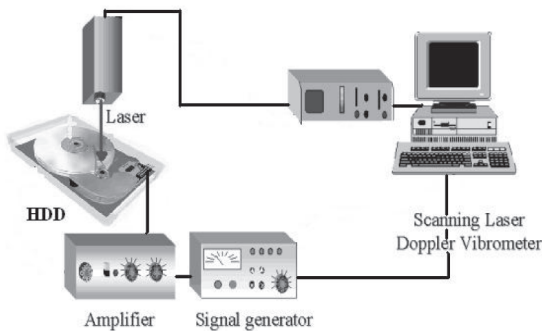 Laser
HDD
Scanning Laser
Doppler Vibrometer
Amplifier
Signal generator